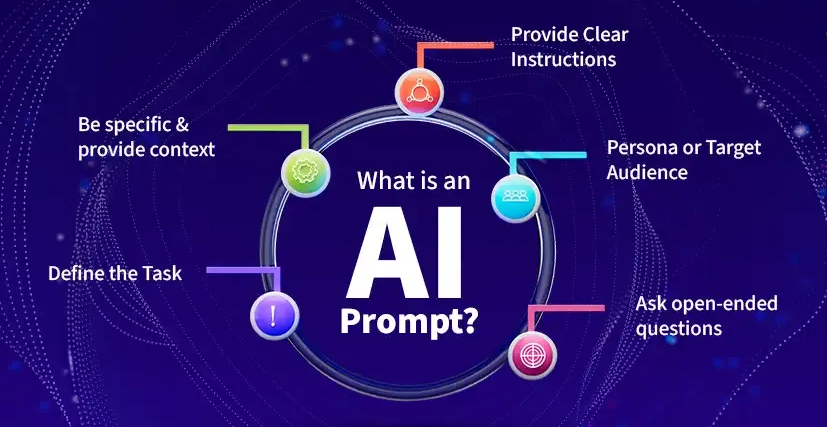 Provide Clear
Instructions
Be specific &
provide context
Persona or Target
Audience
What is an
AI
Prompt?
Define the Task
Ask open-ended
questions